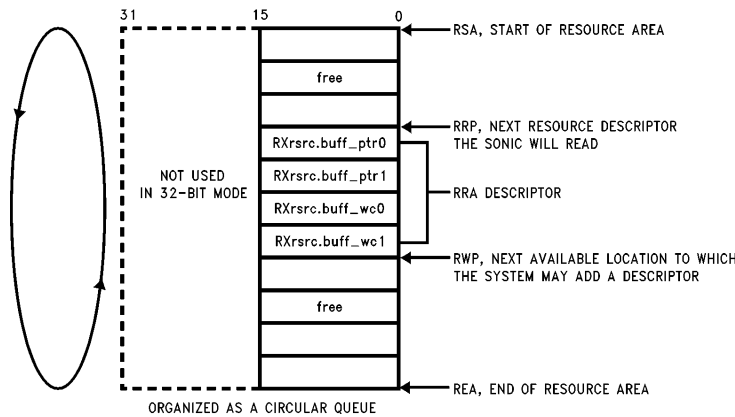 31 15 0
RSA, START OF RESOURCE AREA
free
RRP, NEXT RESOURCE DESCRIPTOR
THE SONIC WILL READ
RXrsrc.buff_ptr0
RXrsrc.buff_ptr1
NOT USED
IN 32-BIT MODE
RRA DESCRIPTOR
RXrsrc.buff_wc0
RXrsrc.buff_wc1
RWP, NEXT AVAILABLE LOCATION TO WHICH
THE SYSTEM MAY ADD A DESCRIPTOR
free
REA, END OF RESOURCE AREA
ORGANIZED AS A CIRCULAR QUEUE